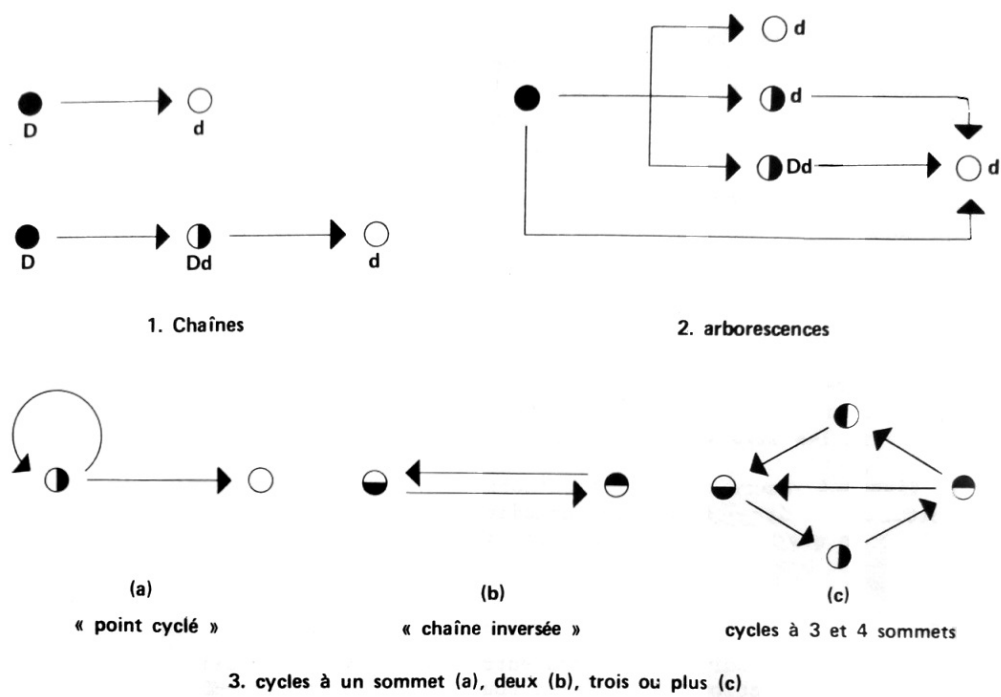 d
D
d
d
Dd
d
D
Dd
d
1. Chaînes
2. arborescences
(a)
(b)
(c)
« point cyclé »
« chaîne inversée »
cycles à 3 et 4 sommets
3. cycles à un sommet (a), deux (b), trois ou plus (c)